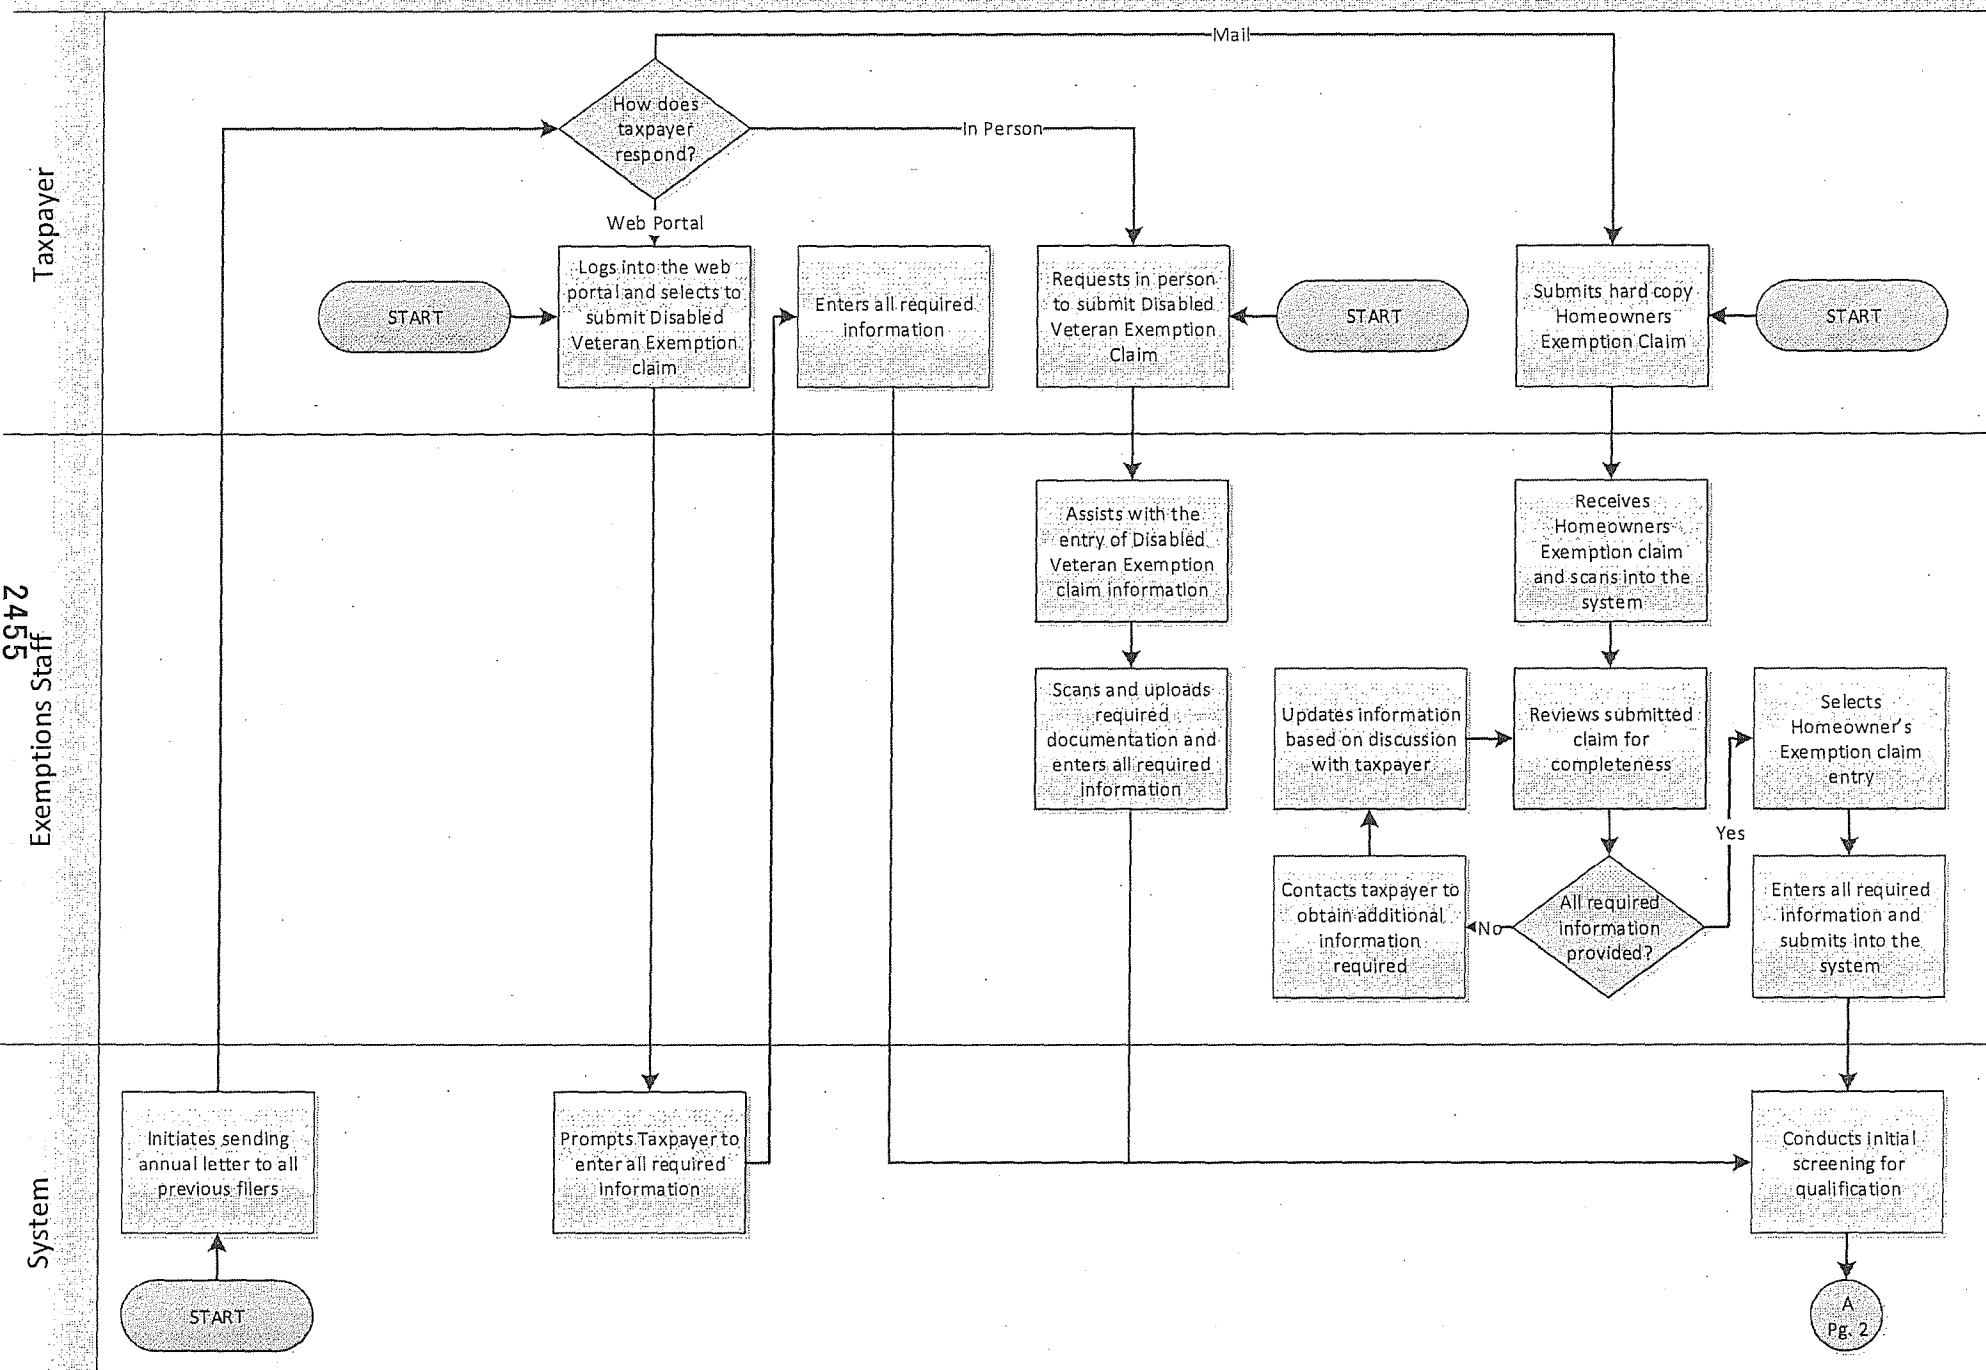 Mail
How does
taxpayer
respond?
In Person
Web Portal
Taxpayer
START
Logs into the web
portal and selects to
submit Disabled
Veteran Exemption
claim
Enters all required
information
Requests in person
to submit Disabled
Veteran Exemption
Claim
START
Submits hard copy
Homeowners
Exemption Claim
START
Exemptions Staff
2455
Assists with the
entry of Disabled
Veteran Exemption
claim information
Receives
Homeowners
Exemption claim
and scans into the
system
Scans and uploads
required
documentation and
enters all required
information
Updates information
based on discussion
with taxpayer
Reviews submitted
claim for
completeness
Selects
Homeowner's
Exemption claim
entry
Yes
Contacts taxpayer to
obtain additional
information
required
No
All required
information
provided?
Enters all required
information and
submits into the
system
System
Initiates sending
annual letter to all
previous filers
Prompts Taxpayer to
enter all required
information
Conducts initial
screening for
qualification
START
A
Pg. 2